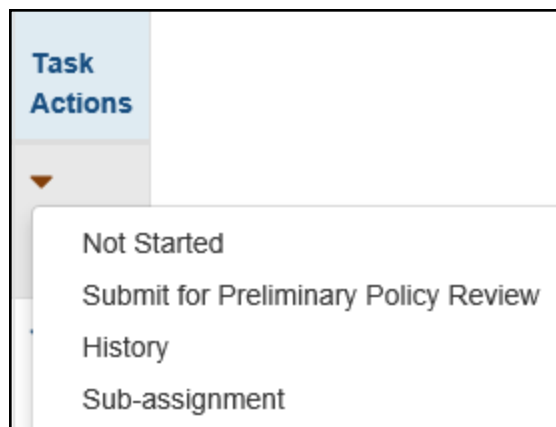 Task
Actions
Not Started
Submit for Preliminary Policy Review
History
Sub-assignment